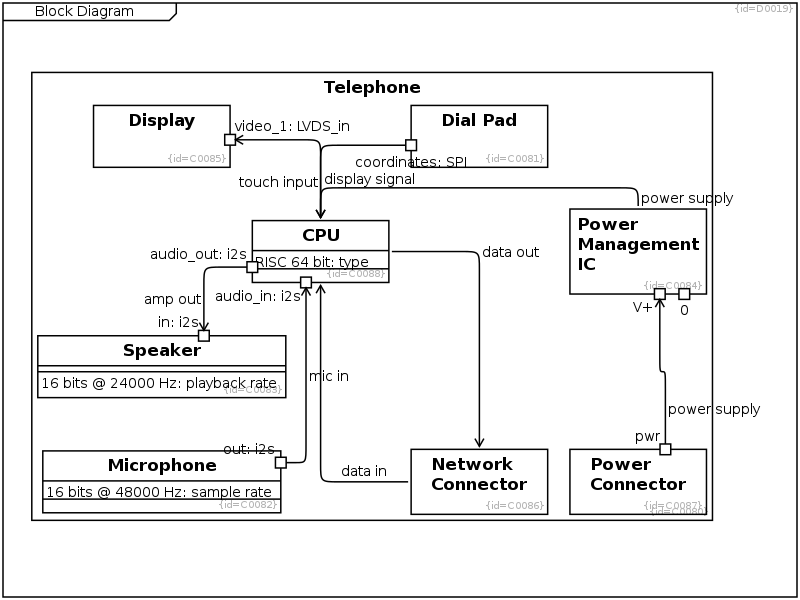 Block Diagram
{id=D0019}
Telephone
Display
{id=C0085}
video_1: LVDS_in
Dial Pad
{id=C0081}
coordinates: SPI
touch input
display signal
power supply
CPU
RISC 64 bit: type
{id=C0088}
Power
Management
IC
{id=C0084}
audio_out: i2s
data out
amp out
audio_in: i2s
V+
0
in: i2s
Speaker
16 bits @ 24000 Hz: playback rate
{id=C0083}
mic in
power supply
pwr
out: i2s
Microphone
16 bits @ 48000 Hz: sample rate
{id=C0082}
data in
Network
Connector
{id=C0086}
Power
Connector
{id=C0087}